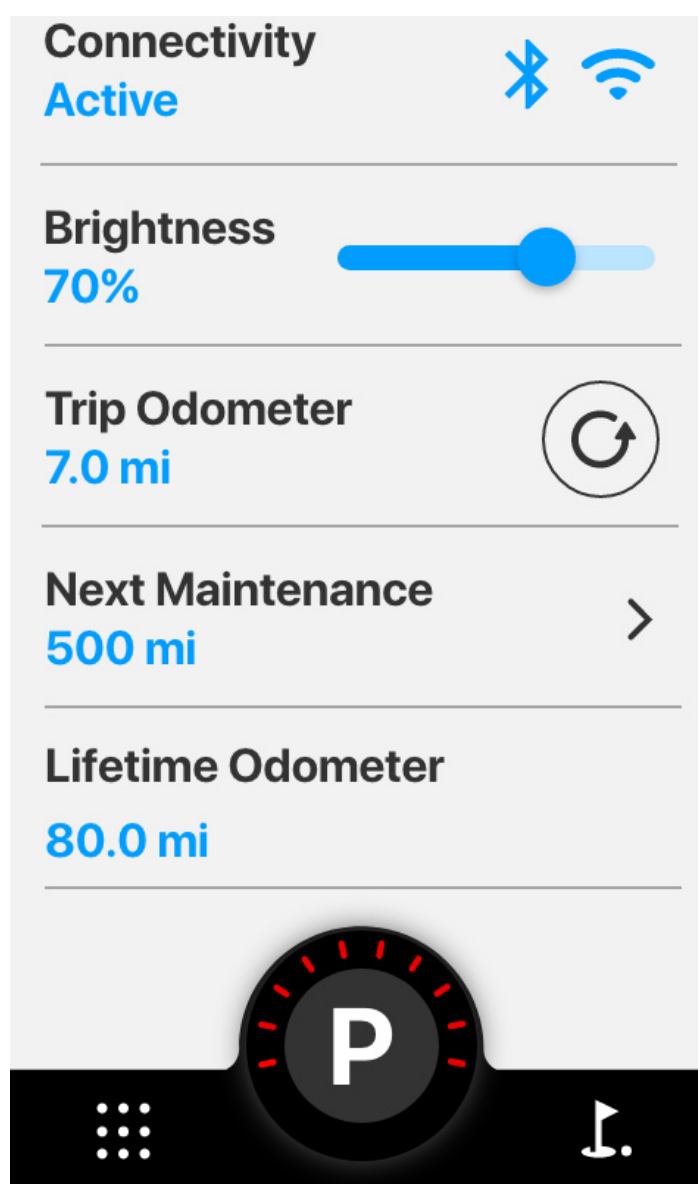 Connectivity
Active
Brightness
70%
Trip Odometer
7.0 mi
Next Maintenance
500 mi
Lifetime Odometer
80.0 mi
P